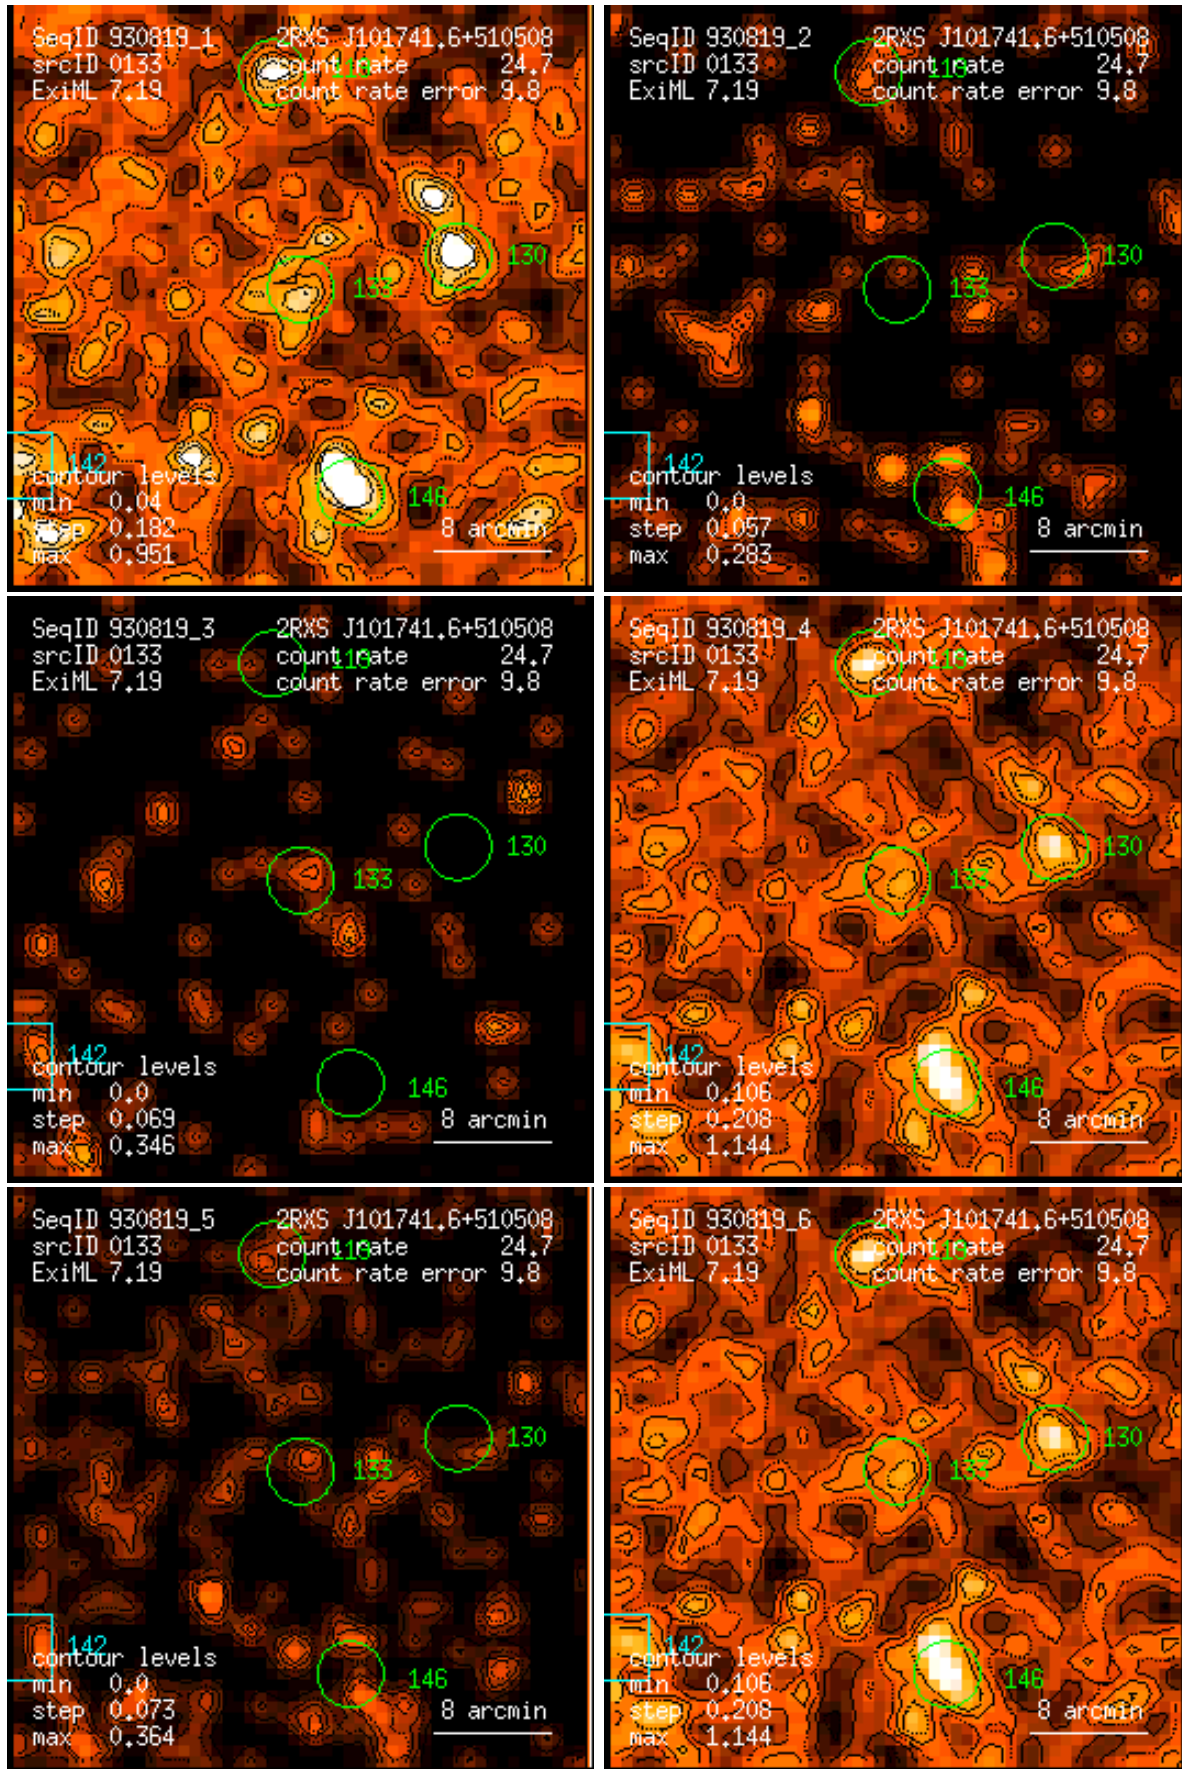 SeqID 930819_1 2RXS J101741.6+510508
srcID 0133 count rate 24.7
ExiML 7.19 count rate error 9.8
130
133
142
contour levels
min 0.04
146
step 0.182 8 arcmin
max 0.951
SeqID 930819_2 2RXS J101741.6+510508
srcID 0133 count rate 24.7
ExiML 7.19 count rate error 9.8
130
133
142
contour levels
min 0.0
146
step 0.057 8 arcmin
max 0.283
SeqID 930819_3 2RXS J101741.6+510508
srcID 0133 count rate 24.7
ExiML 7.19 count rate error 9.8
130
133
142
contour levels
min 0.0
146
step 0.069 8 arcmin
max 0.346
SeqID 930819_4 2RXS J101741.6+510508
srcID 0133 count rate 24.7
ExiML 7.19 count rate error 9.8
130
133
142
contour levels
min 0.106
146
step 0.208 8 arcmin
max 1.144
SeqID 930819_5 2RXS J101741.6+510508
srcID 0133 count rate 24.7
ExiML 7.19 count rate error 9.8
130
133
142
contour levels
min 0.0
146
step 0.073 8 arcmin
max 0.364
SeqID 930819_6 2RXS J101741.6+510508
srcID 0133 count rate 24.7
ExiML 7.19 count rate error 9.8
130
133
142
contour levels
min 0.106
146
step 0.208 8 arcmin
max 1.144